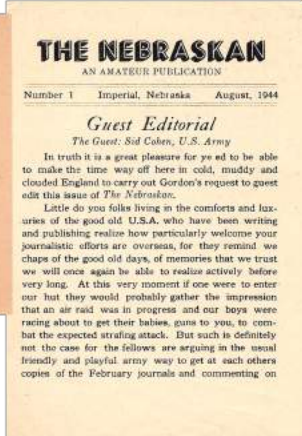 THE NEBRASKAN
AN AMATEUR PUBLICATION
Number 1 Imperial, Nebraska August, 1944
Guest Editorial
The Guest: Sid Cohen, U.S. Army
In truth it is a great pleasure for ye ed to be able
to make the time way off here in cold, muddy and
clouded England to carry out Gordon's request to guest
edit this issue of The Nebraskan.
Little do you folks living in the comforts and lux-
uries of the good old U.S.A. who have been writing
and publishing realize how particularly welcome your
journalistic efforts are overseas, for they remind we
chaps of the good old days, of memories that we trust
we will once again be able to realize actively before
very long. At this very moment if one were to enter
our hut they would probably gather the impression
that an air raid was in progress and our boys were
racing about to get their babies, guns to you, to com-
bat the expected strafing attack. But such is definitely
not the case for the fellows are arguing in the usual
friendly and playful army way to get at each others
copies of the February journals and commenting on